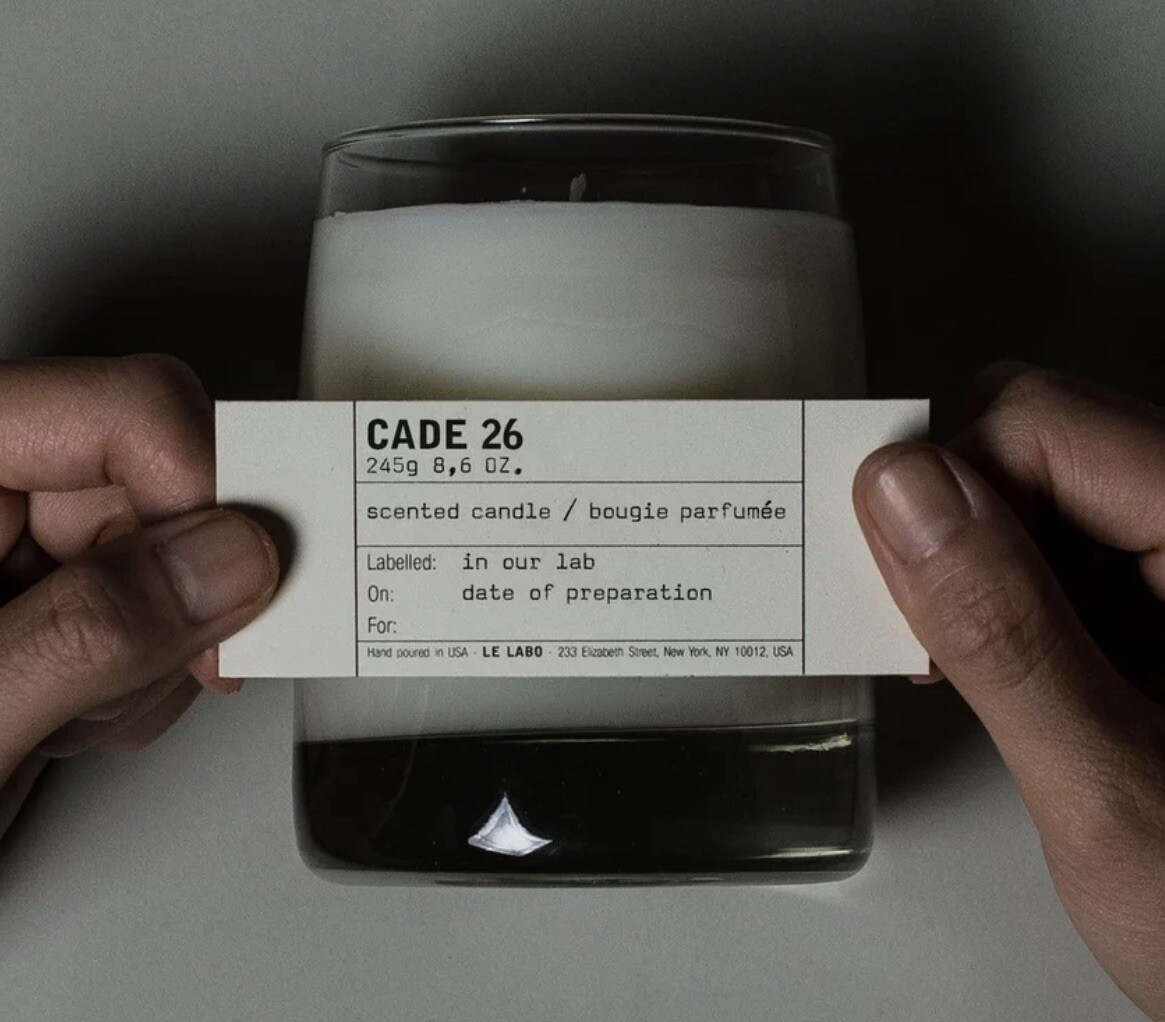 CADE 26
245g 8,6 OZ.
scented candle / bougie parfumée
Labelled: in our lab
On: date of preparation
For:
Hand poured in USA - LE LABO - 233 Elizabeth Street, New York, NY 10012, USA